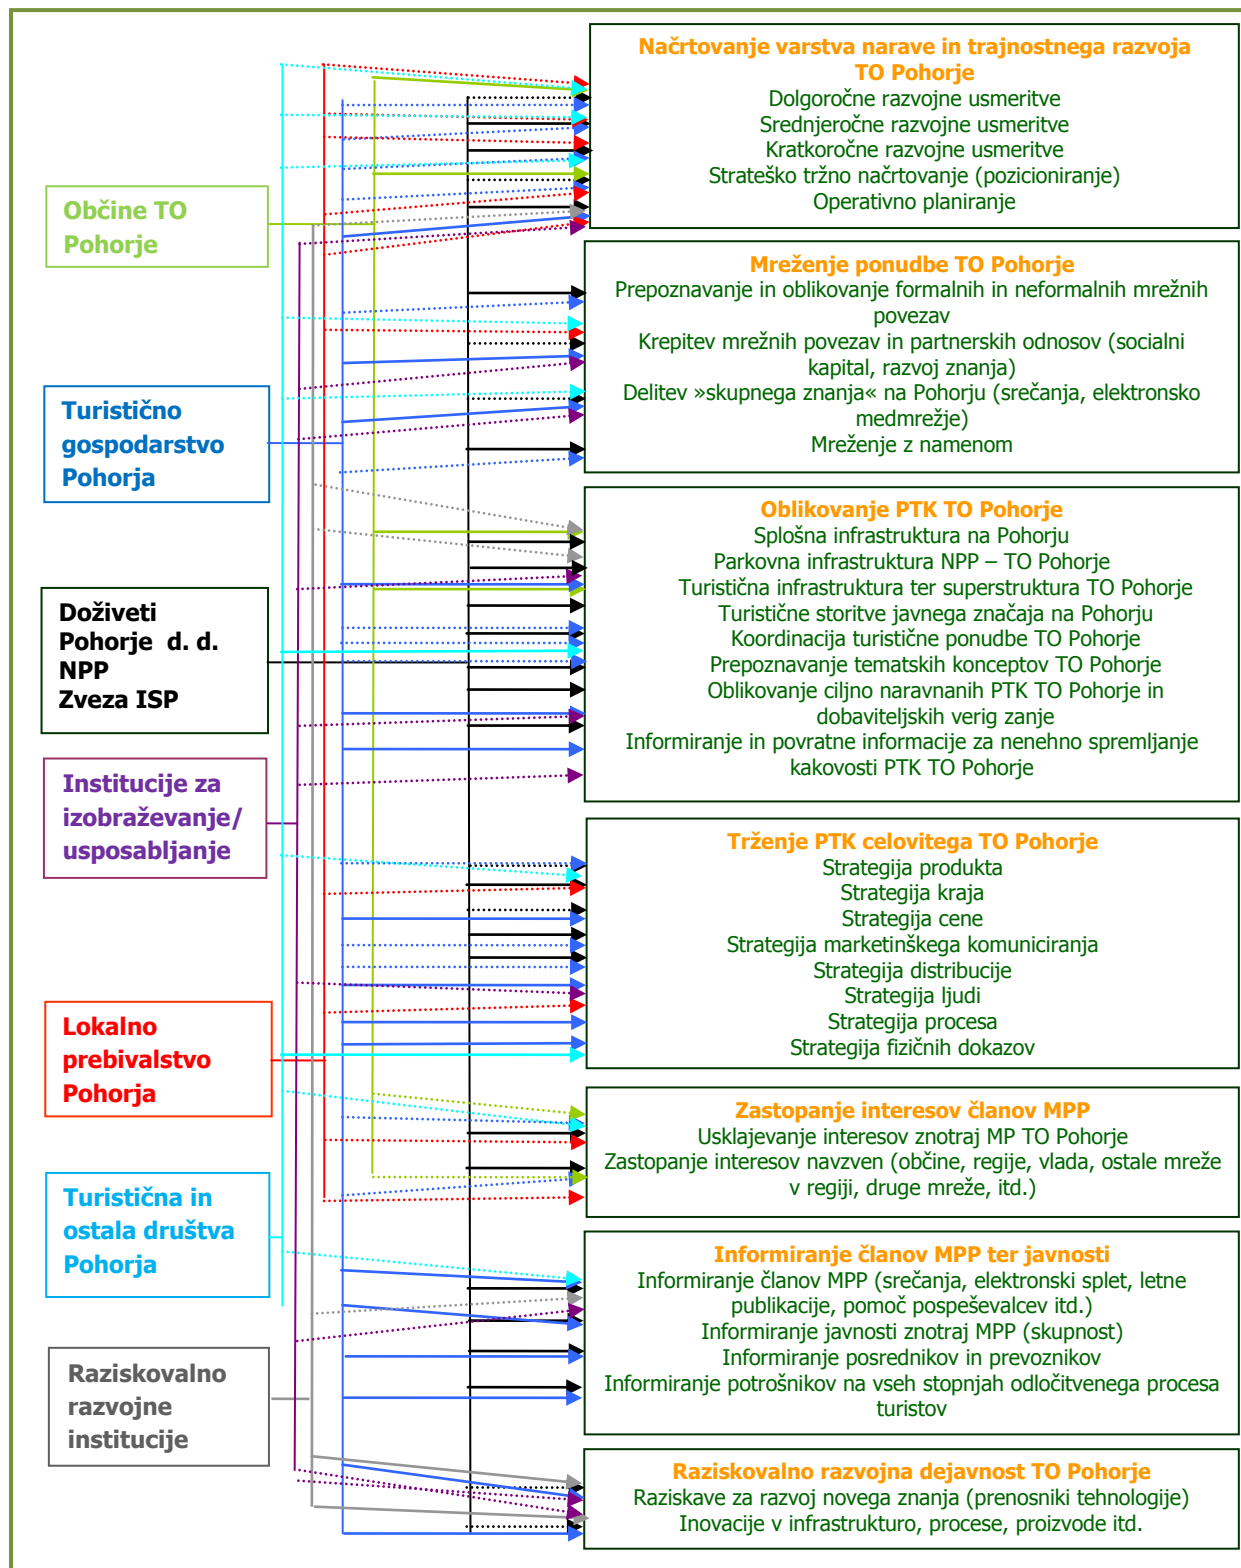 Občine TO
Pohorje
Turistično
gospodarstvo
Pohorja
Doživeti
Pohorje d. d.
NPP
Zveza ISP
Institucije za
izobraževanje/
usposabljanje
Lokalno
prebivalstvo
Pohorja
Turistična in
ostala društva
Pohorja
Raziskovalno
razvojne
institucije
Načrtovanje varstva narave in trajnostnega razvoja
TO Pohorje
Dolgoročne razvojne usmeritve
Srednjeročne razvojne usmeritve
Kratkoročne razvojne usmeritve
Strateško tržno načrtovanje (pozicioniranje)
Operativno planiranje
Mreženje ponudbe TO Pohorje
Prepoznavanje in oblikovanje formalnih in neformalnih mrežnih
povezav
Krepitev mrežnih povezav in partnerskih odnosov (socialni
kapital, razvoj znanja)
Delitev »skupnega znanja« na Pohorju (srečanja, elektronsko
medmrežje)
Mreženje z namenom
Oblikovanje PTK TO Pohorje
Splošna infrastruktura na Pohorju
Parkovna infrastruktura NPP – TO Pohorje
Turistična infrastruktura ter superstruktura TO Pohorje
Turistične storitve javnega značaja na Pohorju
Koordinacija turistične ponudbe TO Pohorje
Prepoznavanje tematskih konceptov TO Pohorje
Oblikovanje ciljno naravnanih PTK TO Pohorje in
dobaviteljskih verig zanje
Informiranje in povratne informacije za nenehno spremljanje
kakovosti PTK TO Pohorje
Trženje PTK celovitega TO Pohorje
Strategija produkta
Strategija kraja
Strategija cene
Strategija marketinškega komuniciranja
Strategija distribucije
Strategija ljudi
Strategija procesa
Strategija fizičnih dokazov
Zastopanje interesov članov MPP
Usklajevanje interesov znotraj MP TO Pohorje
Zastopanje interesov navzven (občine, regije, vlada, ostale mreže
v regiji, druge mreže, itd.)
Informiranje članov MPP ter javnosti
Informiranje članov MPP (srečanja, elektronski splet, letne
publikacije, pomoč pospeševalcev itd.)
Informiranje javnosti znotraj MPP (skupnost)
Informiranje posrednikov in prevoznikov
Informiranje potrošnikov na vseh stopnjah odločitvenega procesa
turistov
Raziskovalno razvojna dejavnost TO Pohorje
Raziskave za razvoj novega znanja (prenosniki tehnologije)
Inovacije v infrastrukturo, procese, proizvode itd.